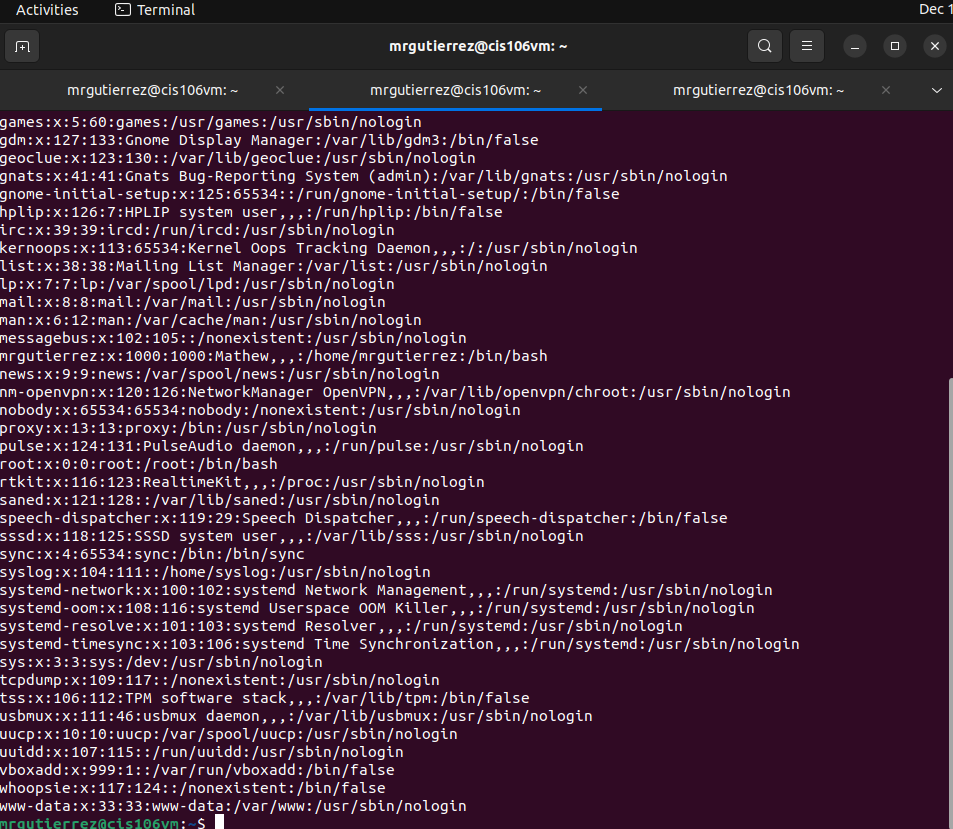 Activities
Terminal
Dec 1
mrgutierrez@cis106vm: ~
mrgutierrez@cis106vm: ~
mrgutierrez@cis106vm: ~
mrgutierrez@cis106vm: ~
games:x:5:60:games:/usr/games:/usr/sbin/nologin
gdm:x:127:133:Gnome Display Manager:/var/lib/gdm3:/bin/false
geoclue:x:123:130::/var/lib/geoclue:/usr/sbin/nologin
gnats:x:41:41:Gnats Bug-Reporting System (admin):/var/lib/gnats:/usr/sbin/nologin
gnome-initial-setup:x:125:65534::/run/gnome-initial-setup/:/bin/false
hplip:x:126:7:HPLIP system user,,,:/run/hplip:/bin/false
irc:x:39:39:ircd:/run/ircd:/usr/sbin/nologin
kernoops:x:113:65534:Kernel Oops Tracking Daemon,,,:/:/usr/sbin/nologin
list:x:38:38:Mailing List Manager:/var/list:/usr/sbin/nologin
lp:x:7:7:lp:/var/spool/lpd:/usr/sbin/nologin
mail:x:8:8:mail:/var/mail:/usr/sbin/nologin
man:x:6:12:man:/var/cache/man:/usr/sbin/nologin
messagebus:x:102:105::/nonexistent:/usr/sbin/nologin
mrgutierrez:x:1000:1000:Mathew,,,:/home/mrgutierrez:/bin/bash
news:x:9:9:news:/var/spool/news:/usr/sbin/nologin
nm-openvpn:x:120:126:NetworkManager OpenVPN,,,:/var/lib/openvpn/chroot:/usr/sbin/nologin
nobody:x:65534:65534:nobody:/nonexistent:/usr/sbin/nologin
proxy:x:13:13:proxy:/bin:/usr/sbin/nologin
pulse:x:124:131:PulseAudio daemon,,,:/run/pulse:/usr/sbin/nologin
root:x:0:0:root:/root:/bin/bash
rtkit:x:116:123:RealtimeKit,,,:/proc:/usr/sbin/nologin
saned:x:121:128::/var/lib/saned:/usr/sbin/nologin
speech-dispatcher:x:119:29:Speech Dispatcher,,,:/run/speech-dispatcher:/bin/false
sssd:x:118:125:SSSD system user,,,:/var/lib/sss:/usr/sbin/nologin
sync:x:4:65534:sync:/bin:/bin/sync
syslog:x:104:111::/home/syslog:/usr/sbin/nologin
systemd-network:x:100:102:systemd Network Management,,,:/run/systemd:/usr/sbin/nologin
systemd-oom:x:108:116:systemd Userspace OOM Killer,,,:/run/systemd:/usr/sbin/nologin
systemd-resolve:x:101:103:systemd Resolver,,,:/run/systemd:/usr/sbin/nologin
systemd-timesync:x:103:106:systemd Time Synchronization,,,:/run/systemd:/usr/sbin/nologin
sys:x:3:3:sys:/dev:/usr/sbin/nologin
tcpdump:x:109:117::/nonexistent:/usr/sbin/nologin
tss:x:106:112:TPM software stack,,,:/var/lib/tpm:/bin/false
usbmux:x:111:46:usbmux daemon,,,:/var/lib/usbmux:/usr/sbin/nologin
uucp:x:10:10:uucp:/var/spool/uucp:/usr/sbin/nologin
uuidd:x:107:115::/run/uuidd:/usr/sbin/nologin
vboxadd:x:999:1::/var/run/vboxadd:/bin/false
whoopsie:x:117:124::/nonexistent:/bin/false
www-data:x:33:33:www-data:/var/www:/usr/sbin/nologin
mrgutierrez@cis106vm:~$